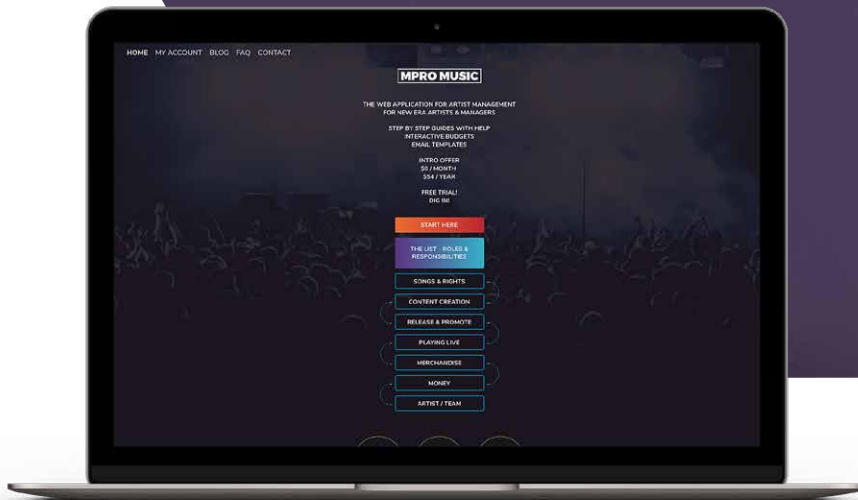 HOME MY ACCOUNT BLOG FAQ CONTACT
MPRO MUSIC
THE WEB APPLICATION FOR ARTIST MANAGEMENT
FOR NEW ERA ARTISTS & MANAGERS
STEP BY STEP GUIDES WITH HELP
INTERACTIVE BUDGETS
EMAIL TEMPLATES
INTRO OFFER
/ MONTH
/ YEAR
FREE TRIAL!
DIG IN!
START HERE
THE LIST - ROLES &
RESPONSIBILITIES
SONGS & RIGHTS
CONTENT CREATION
RELEASE & PROMOTE
PLAYING LIVE
MERCHANDISE
MONEY
ARTIST / TEAM